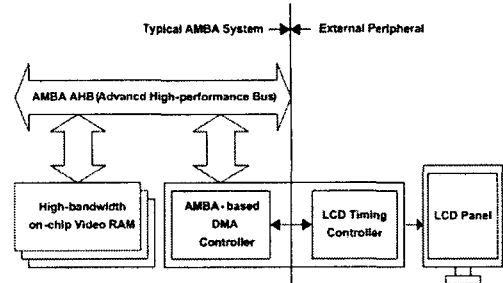 Typical AMBA System
External Peripheral
AMBA AHB (Advancd High-performance Bus)
High-bandwidth
on-chip Video RAM
AMBA-based
DMA
Controller
LCD Timing
Controller
LCD Panel